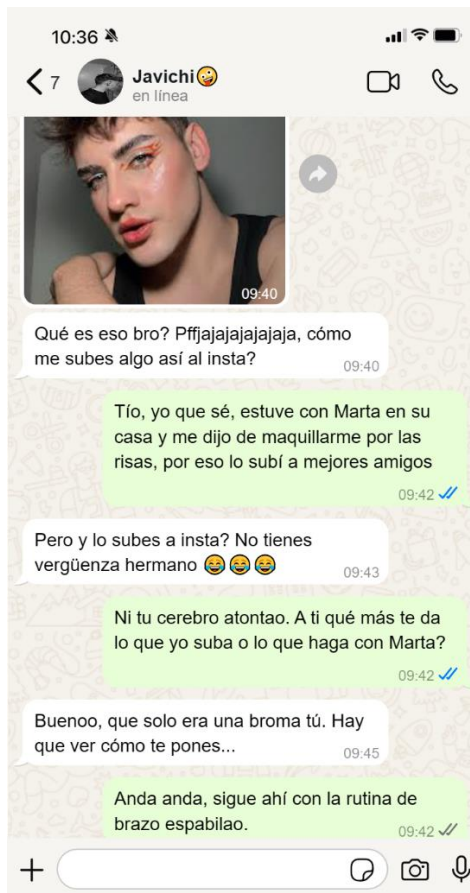 10:36
7
Javichi🤪
en línea
09:40
Qué es eso bro? Pffjajajajajaja, cómo
me subes algo así al insta?
09:40
Tío, yo que sé, estuve con Marta en su
casa y me dijo de maquillarme por las
risas, por eso lo subí a mejores amigos
09:42
Pero y lo subes a insta? No tienes
vergüenza hermano 😂😂😂
09:43
Ni tu cerebro atontao. A ti qué más te da
lo que yo suba o lo que haga con Marta?
09:42
Buenoo, que solo era una broma tú. Hay
que ver cómo te pones...
09:45
Anda anda, sigue ahí con la rutina de
brazo espabilao.
09:42